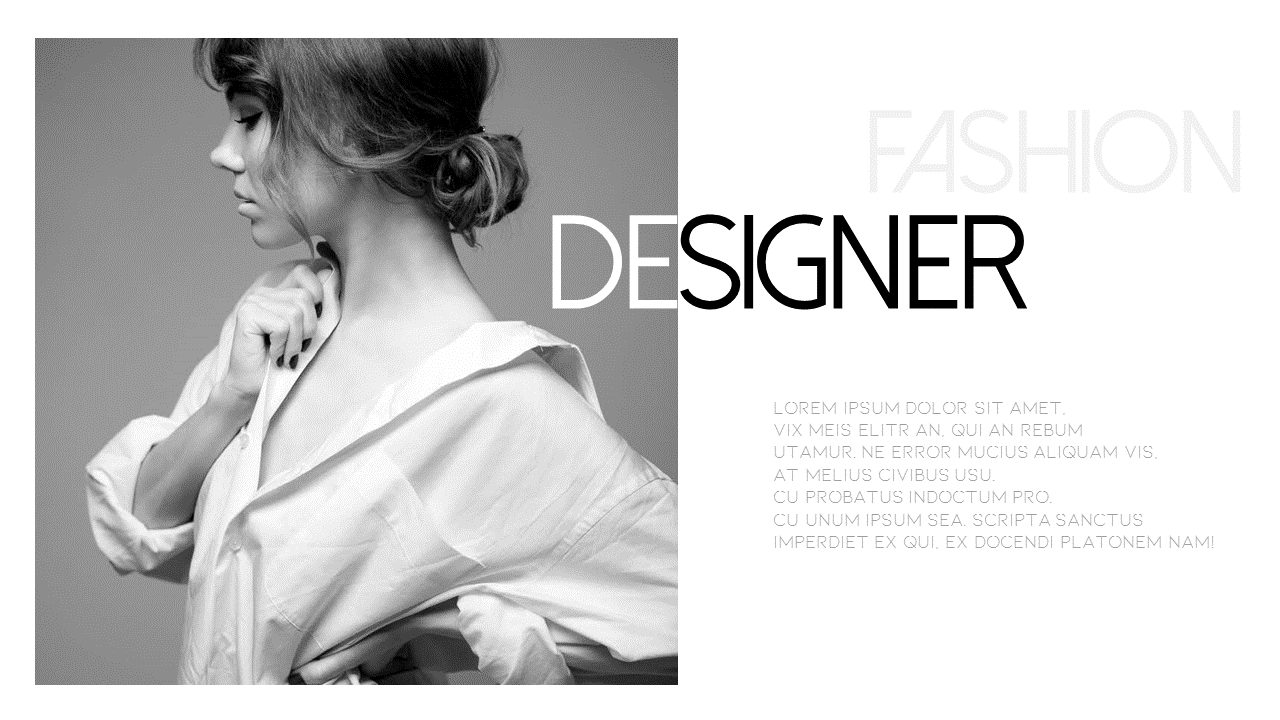 FASHION
DESIGNER
LOREM IPSUM DOLOR SIT AMET,
VIX MEIS ELITR AN, QUI AN REBUM
UTAMUR. NE ERROR MUCIUS ALIQUAM VIS,
AT MELIUS CIVIBUS USU.
CU PROBATUS INDOCTUM PRO.
CU UNUM IPSUM SEA. SCRIPTA SANCTUS
IMPERDIET EX QUI, EX DOCENDI PLATONEM NAM!